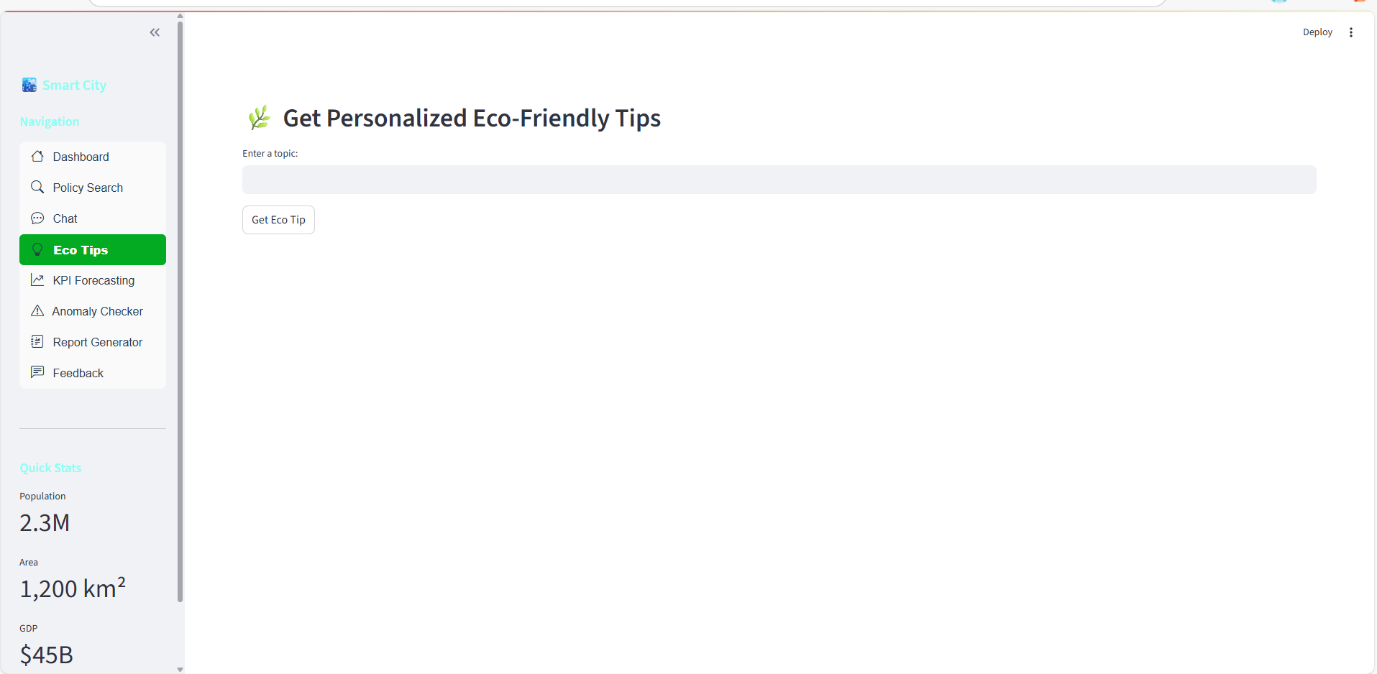 Deploy
Smart City
Navigation
Dashboard
Policy Search
Chat
Eco Tips
KPI Forecasting
Anomaly Checker
Report Generator
Feedback
Quick Stats
Population
2.3M
Area
1,200 km²
GDP
$45B
Get Personalized Eco-Friendly Tips
Enter a topic:
Get Eco Tip